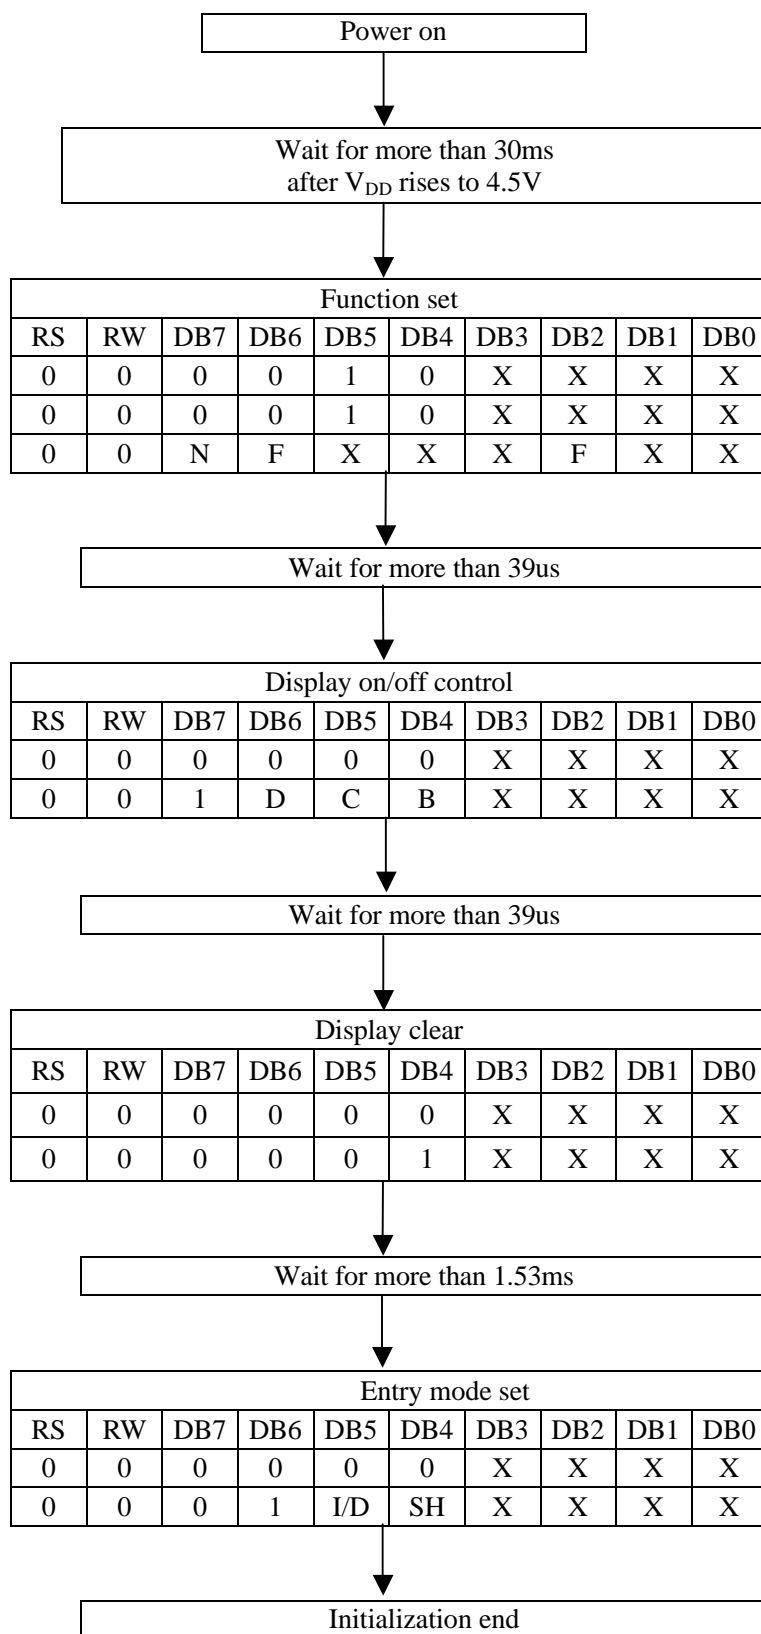 Power on
Wait for more than 30ms
after VDD rises to 4.5V
Function set
RS RW DB7 DB6 DB5 DB4 DB3 DB2 DB1 DB0
0 0 0 0 1 0 X X X X
0 0 0 0 1 0 X X X X
0 0 N F X X X F X X
Wait for more than 39us
Display on/off control
RS RW DB7 DB6 DB5 DB4 DB3 DB2 DB1 DB0
0 0 0 0 0 0 X X X X
0 0 1 D C B X X X X
Wait for more than 39us
Display clear
RS RW DB7 DB6 DB5 DB4 DB3 DB2 DB1 DB0
0 0 0 0 0 0 X X X X
0 0 0 0 0 1 X X X X
Wait for more than 1.53ms
Entry mode set
RS RW DB7 DB6 DB5 DB4 DB3 DB2 DB1 DB0
0 0 0 0 0 0 X X X X
0 0 0 1 I/D SH X X X X
Initialization end